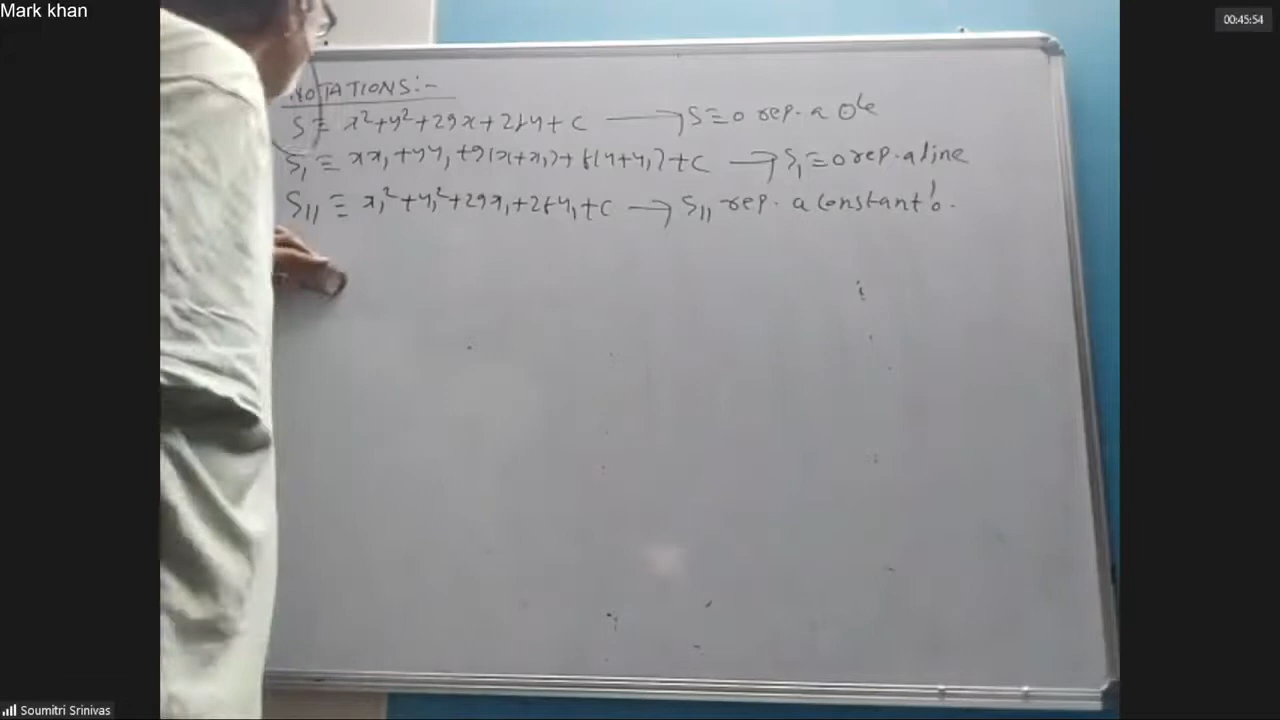 Mark khan
00:45:54
NOTATIONS:-
S ≡ x²+y²+2gx+2fy+c → S≡0 rep. a ⊙le
S₁ ≡ xx₁+yy₁+g(x+x₁)+f(y+y₁)+c → S₁≡0 rep. a line
S₁₁ ≡ x₁²+y₁²+2gx₁+2fy₁+c → S₁₁ rep. a constant!.
Soumitri Srinivas